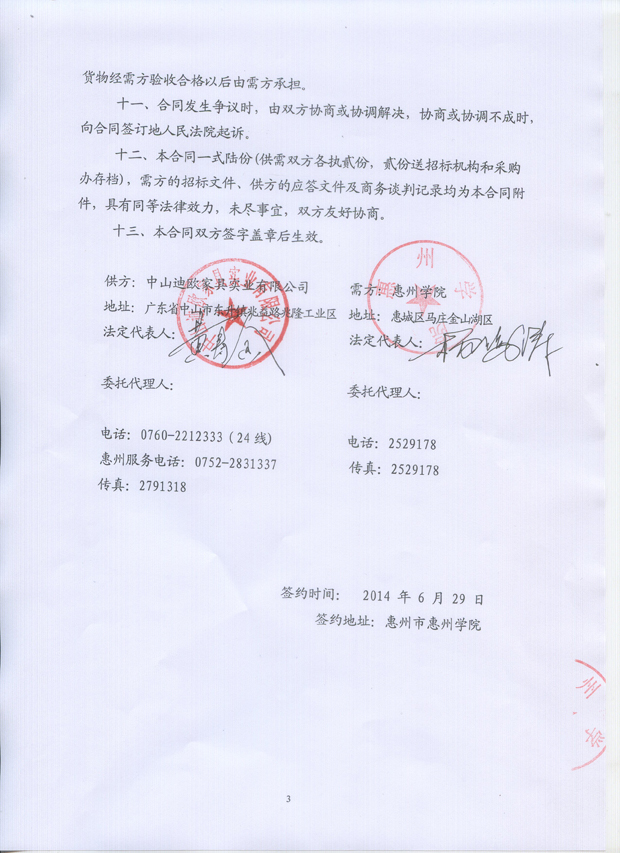 货物经需方验收合格以后由需方承担。
十一、合同发生争议时，由双方协商或协调解决，协商或协调不成时，
向合同签订地人民法院起诉。
十二、本合同一式陆份(供需双方各执贰份，贰份送招标机构和采购
办存档)，需方的招标文件、供方的应答文件及商务谈判记录均为本合同附
件，具有同等法律效力，未尽事宜，双方友好协商。
十三、本合同双方签字盖章后生效。
供方：中山迪欧家具实业有限公司
地址：广东省中山市东升镇兆益路兆隆工业区
法定代表人：
委托代理人：
电话：0760-2212333（24线)
惠州服务电话：0752-2831337
传真：2791318
需方：惠州学院
地址：惠城区马庄金山湖区
法定代表人：
委托代理人：
电话：2529178
传真：2529178
签约时间： 2014 年 6 月 29 日
签约地址：惠州市惠州学院
州
学
3